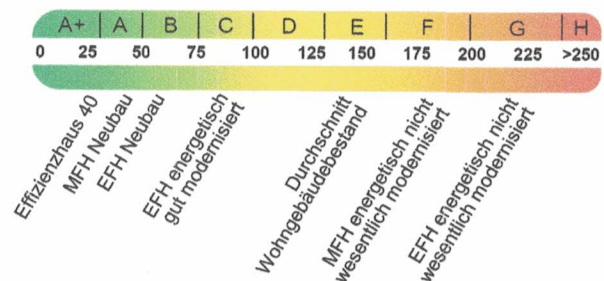 A+ | A | B | C | D | E | F | G | H
0 25 50 75 100 125 150 175 200 225 >250
Effizienzhaus 40
MFH Neubau
EFH Neubau
EFH energetisch
gut modernisiert
Durchschnitt
Wohngebäudebestand
MFH energetisch nicht
wesentlich modernisiert
EFH energetisch nicht
wesentlich modernisiert